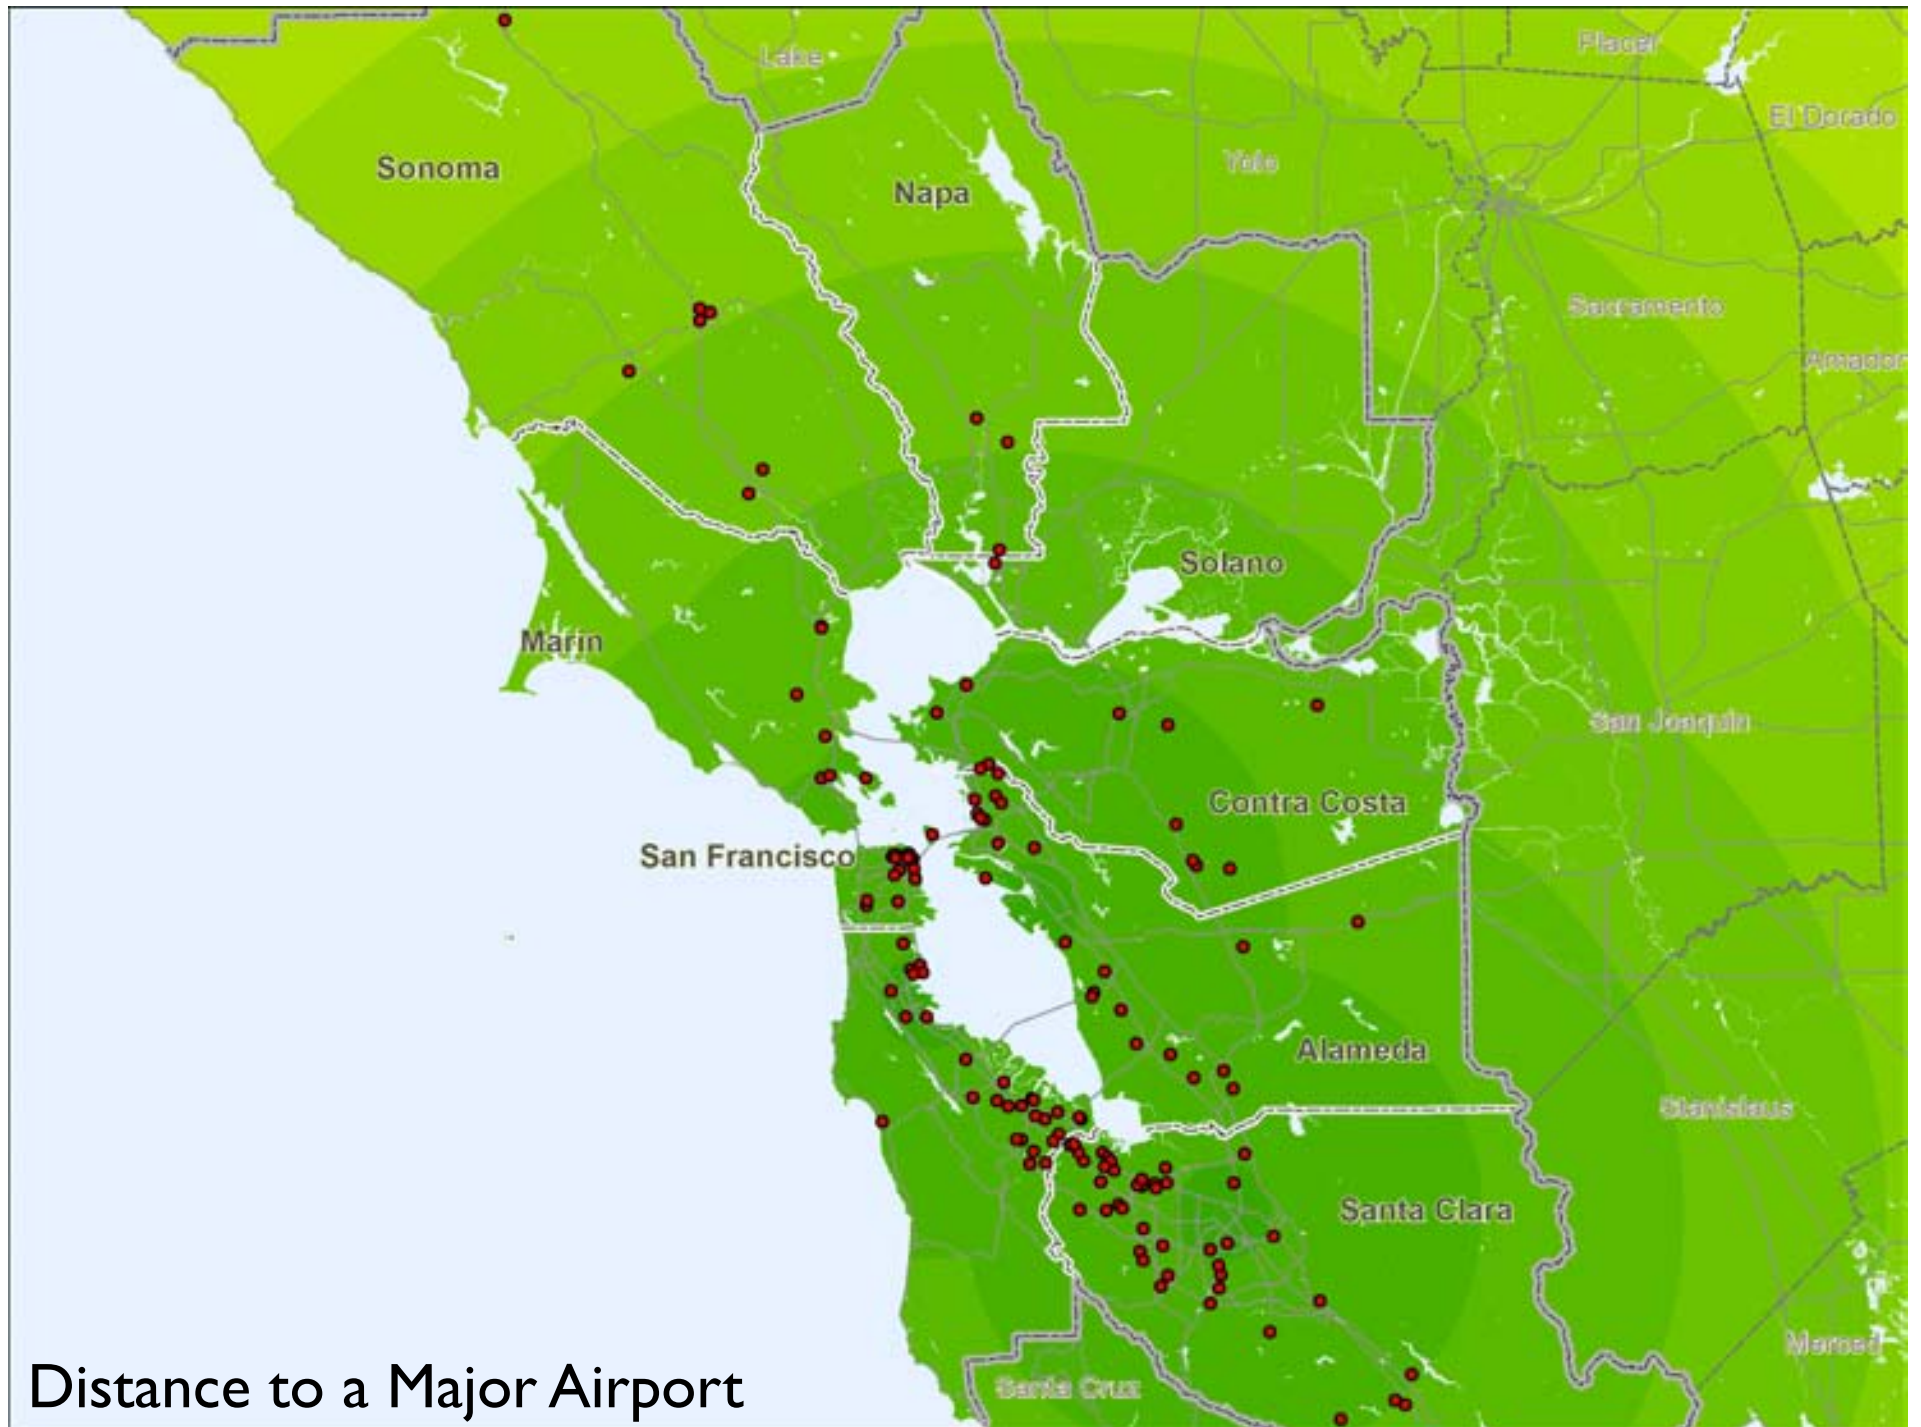 Lake
Placer
El Dorado
Sonoma
Napa
Yolo
Sacramento
Amador
Solano
Marin
San Joaquin
Contra Costa
San Francisco
Alameda
Stanislaus
Santa Clara
Merced
Santa Cruz
Distance to a Major Airport